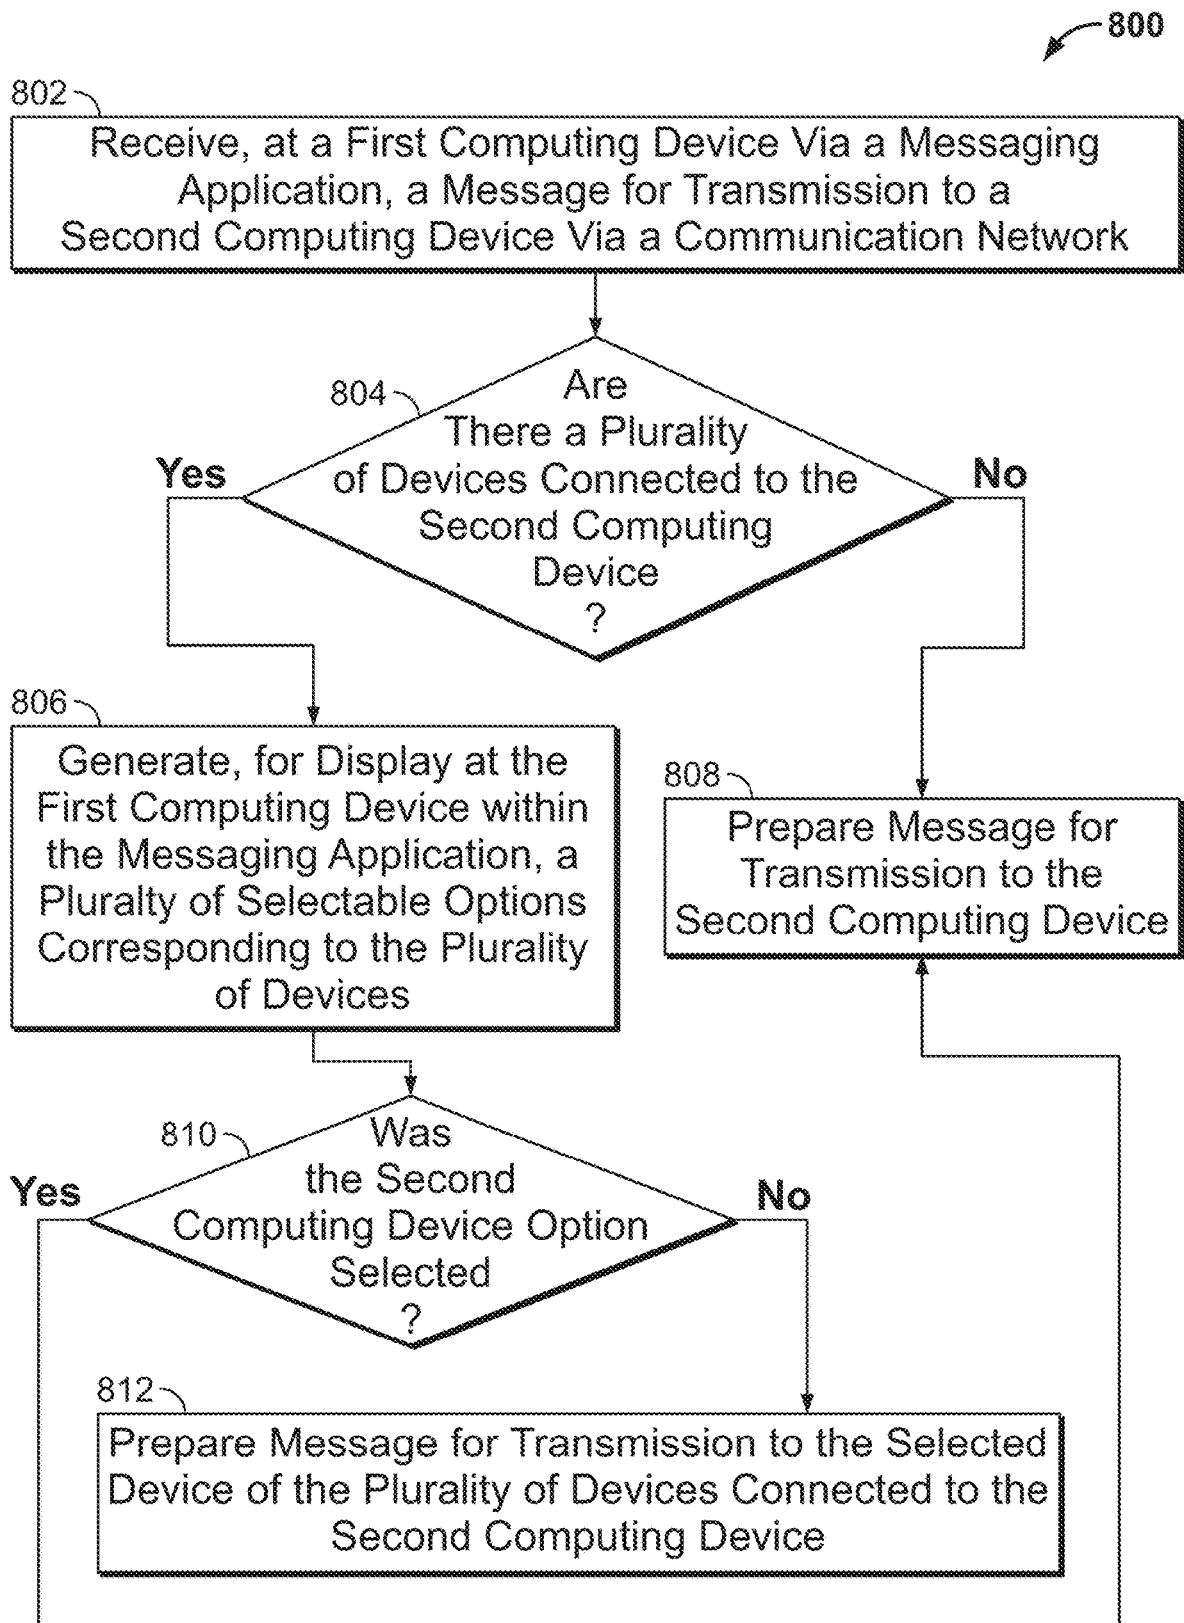 800
802
Receive, at a First Computing Device Via a Messaging
Application, a Message for Transmission to a
Second Computing Device Via a Communication Network
804
Are
There a Plurality
of Devices Connected to the
Second Computing
Device
?
Yes
No
806
Generate, for Display at the
First Computing Device within
the Messaging Application, a
Pluralty of Selectable Options
Corresponding to the Plurality
of Devices
808
Prepare Message for
Transmission to the
Second Computing Device
810
Was
the Second
Computing Device Option
Selected
?
Yes
No
812
Prepare Message for Transmission to the Selected
Device of the Plurality of Devices Connected to the
Second Computing Device